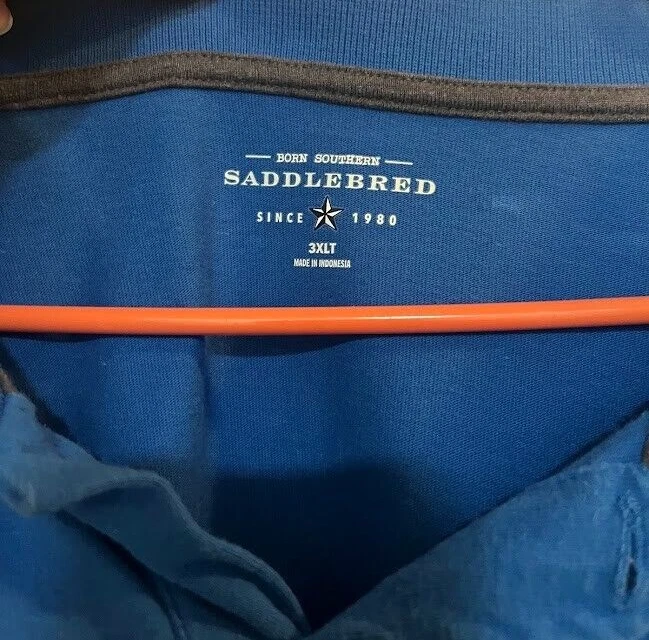 BORN SOUTHERN
SADDLEBRED
SINCE 1980
3XLT
MADE IN INDONESIA